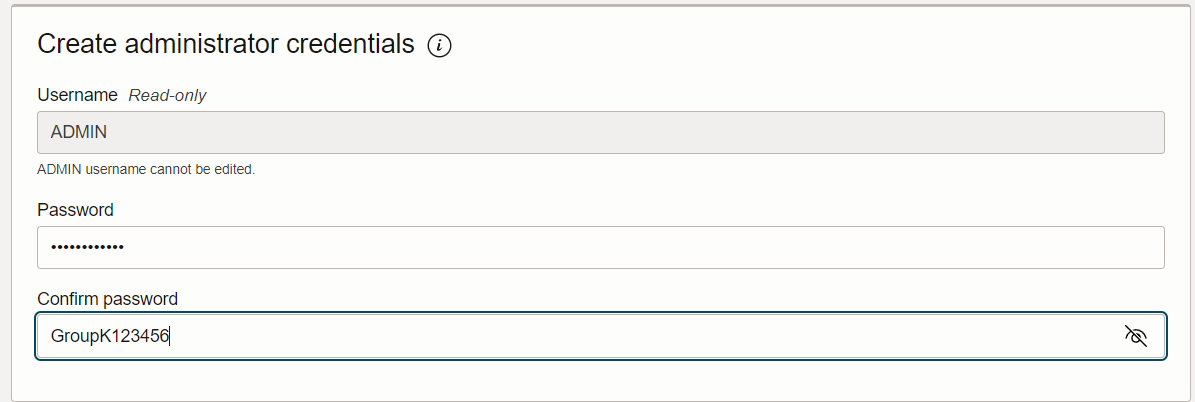 Create administrator credentials i
Username Read-only
ADMIN
ADMIN username cannot be edited.
Password
••••••••••••
Confirm password
GroupK123456